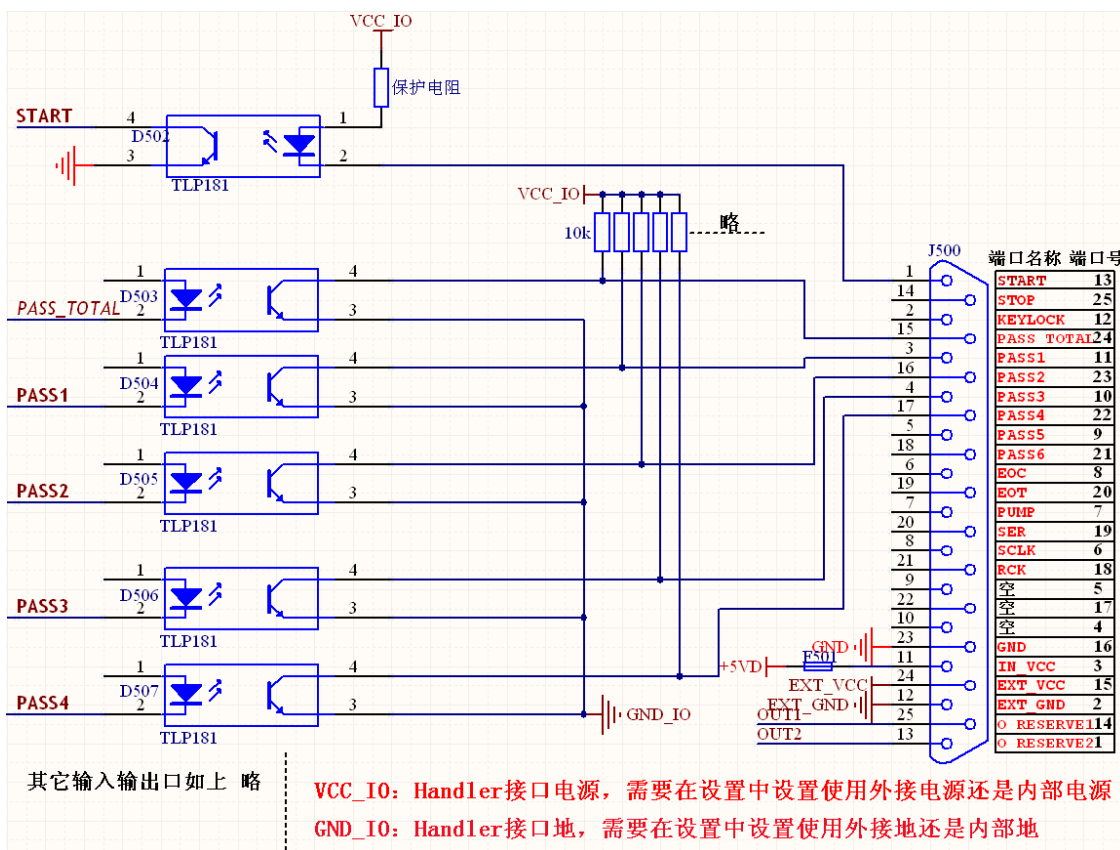 VCC_IO
保护电阻
START
4
1
D502
3
2
TLP181
VCC_IO
10k
略
J500
端口名称 端口号
1
4
D503
PASS_TOTAL
2
3
TLP181
1
4
D504
PASS1
2
3
TLP181
1
4
D505
PASS2
2
3
TLP181
1
4
D506
PASS3
2
3
TLP181
1
4
D507
PASS4
2
3
TLP181
GND_IO
1
START 13
14
STOP 25
2
KEYLOCK 12
15
PASS TOTAL 24
3
PASS1 11
16
PASS2 23
4
PASS3 10
17
PASS4 22
5
PASS5 9
18
PASS6 21
6
EOC 8
19
EOT 20
7
PUMP 7
20
SER 19
8
SCLK 6
21
RCK 18
9
空 5
22
空 17
10
空 4
GND
23
GND 16
+5VD
F501
11
IN_VCC 3
EXT_VCC
24
EXT_VCC 15
EXT_GND
12
EXT_GND 2
OUT1-
25
O RESERVE1 14
OUT2
13
O RESERVE2 1
其它输入输出口如上 略
VCC_IO: Handler接口电源，需要在设置中设置使用外接电源还是内部电源
GND_IO: Handler接口地，需要在设置中设置使用外接地还是内部地